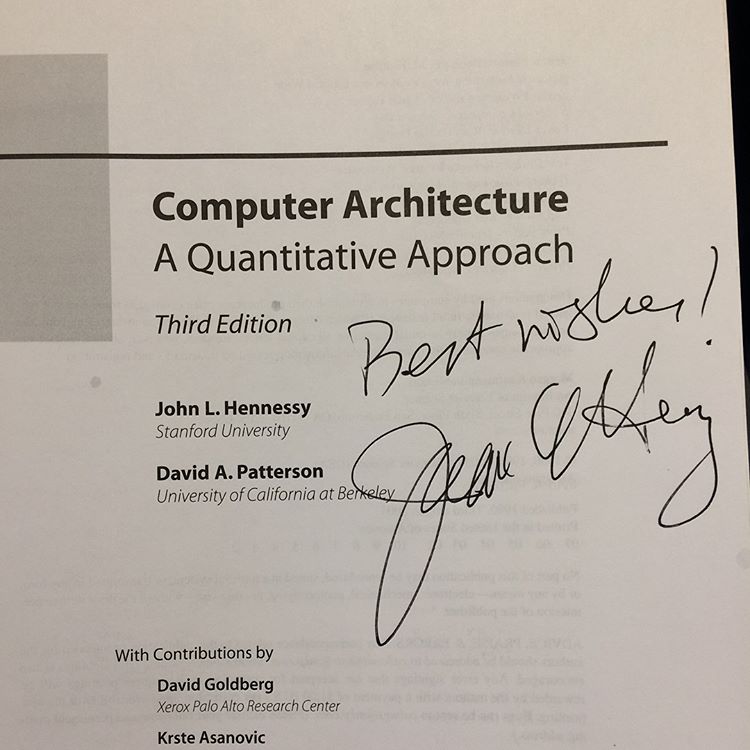 Computer Architecture
A Quantitative Approach
Third Edition
Best wishes!
John L. Hennessy
Stanford University
David A. Patterson
University of California at Berkeley
With Contributions by
David Goldberg
Xerox Palo Alto Research Center
Krste Asanovic